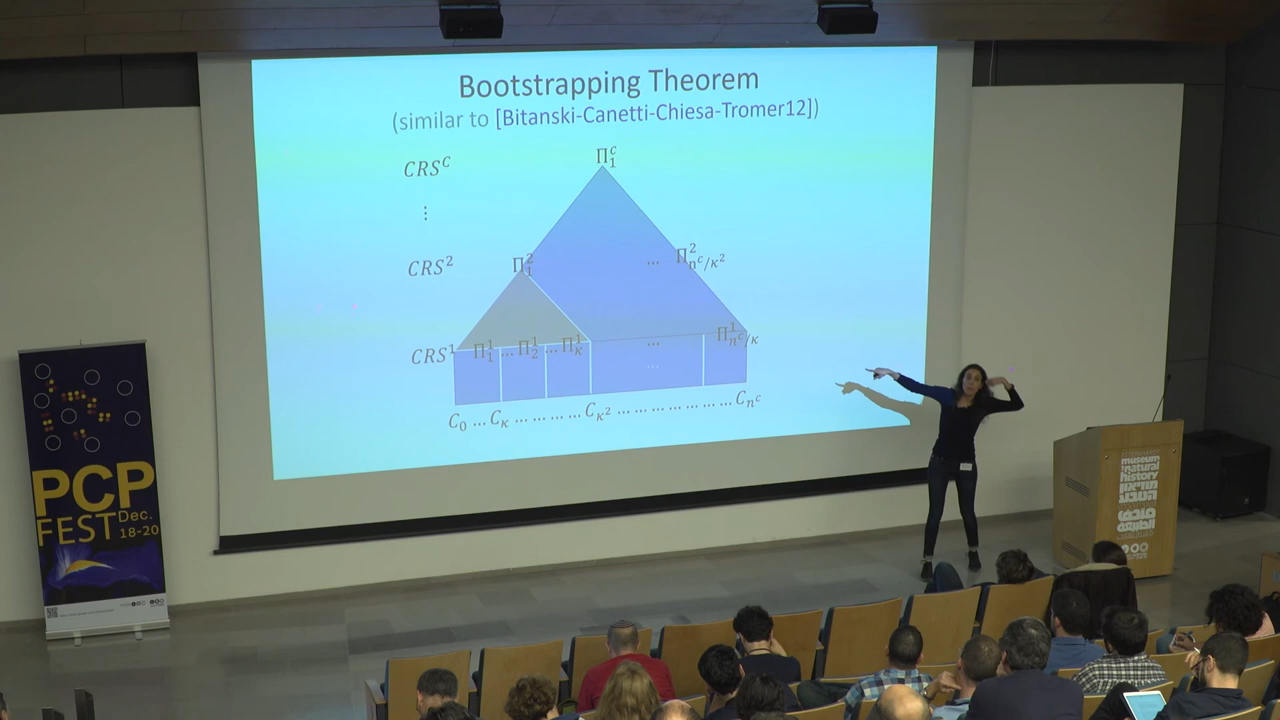 Bootstrapping Theorem
(similar to [Bitanski-Canetti-Chiesa-Tromer12])
CRS^c Π_1^c
⋮
CRS^2 Π_1^2 ... Π_{n^c/κ^2}^2
CRS^1 Π_1^1 ... Π_2^1 ... Π_κ^1 ... Π_{n^c/κ}^1
...
C_0 ... C_κ ... ... ... ... C_{κ^2} ... ... ... ... ... ... ... C_{n^c}
PCP
FEST Dec.
18-20
museum
natural
history